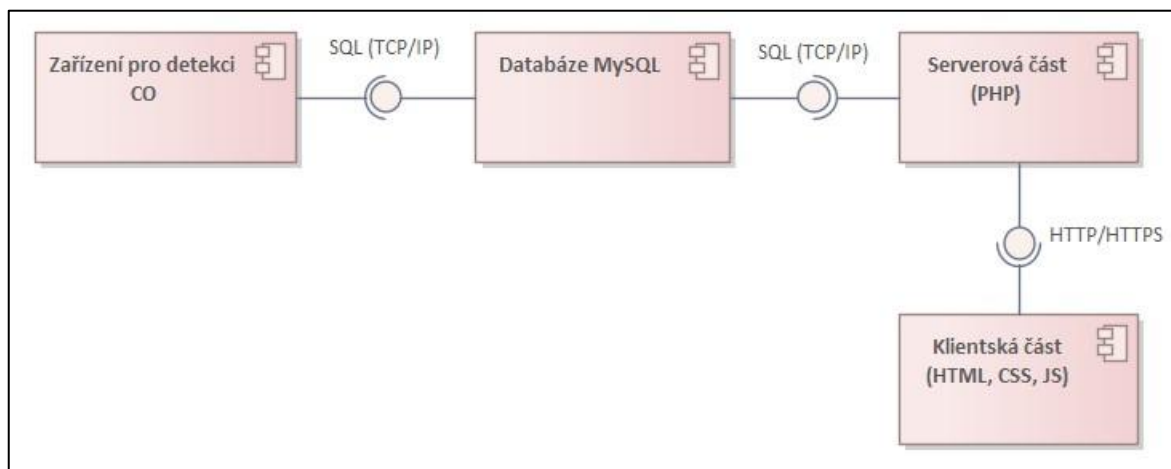 Zařízení pro detekci
CO
SQL (TCP/IP)
Databáze MySQL
SQL (TCP/IP)
Serverová část
(PHP)
HTTP/HTTPS
Klientská část
(HTML, CSS, JS)